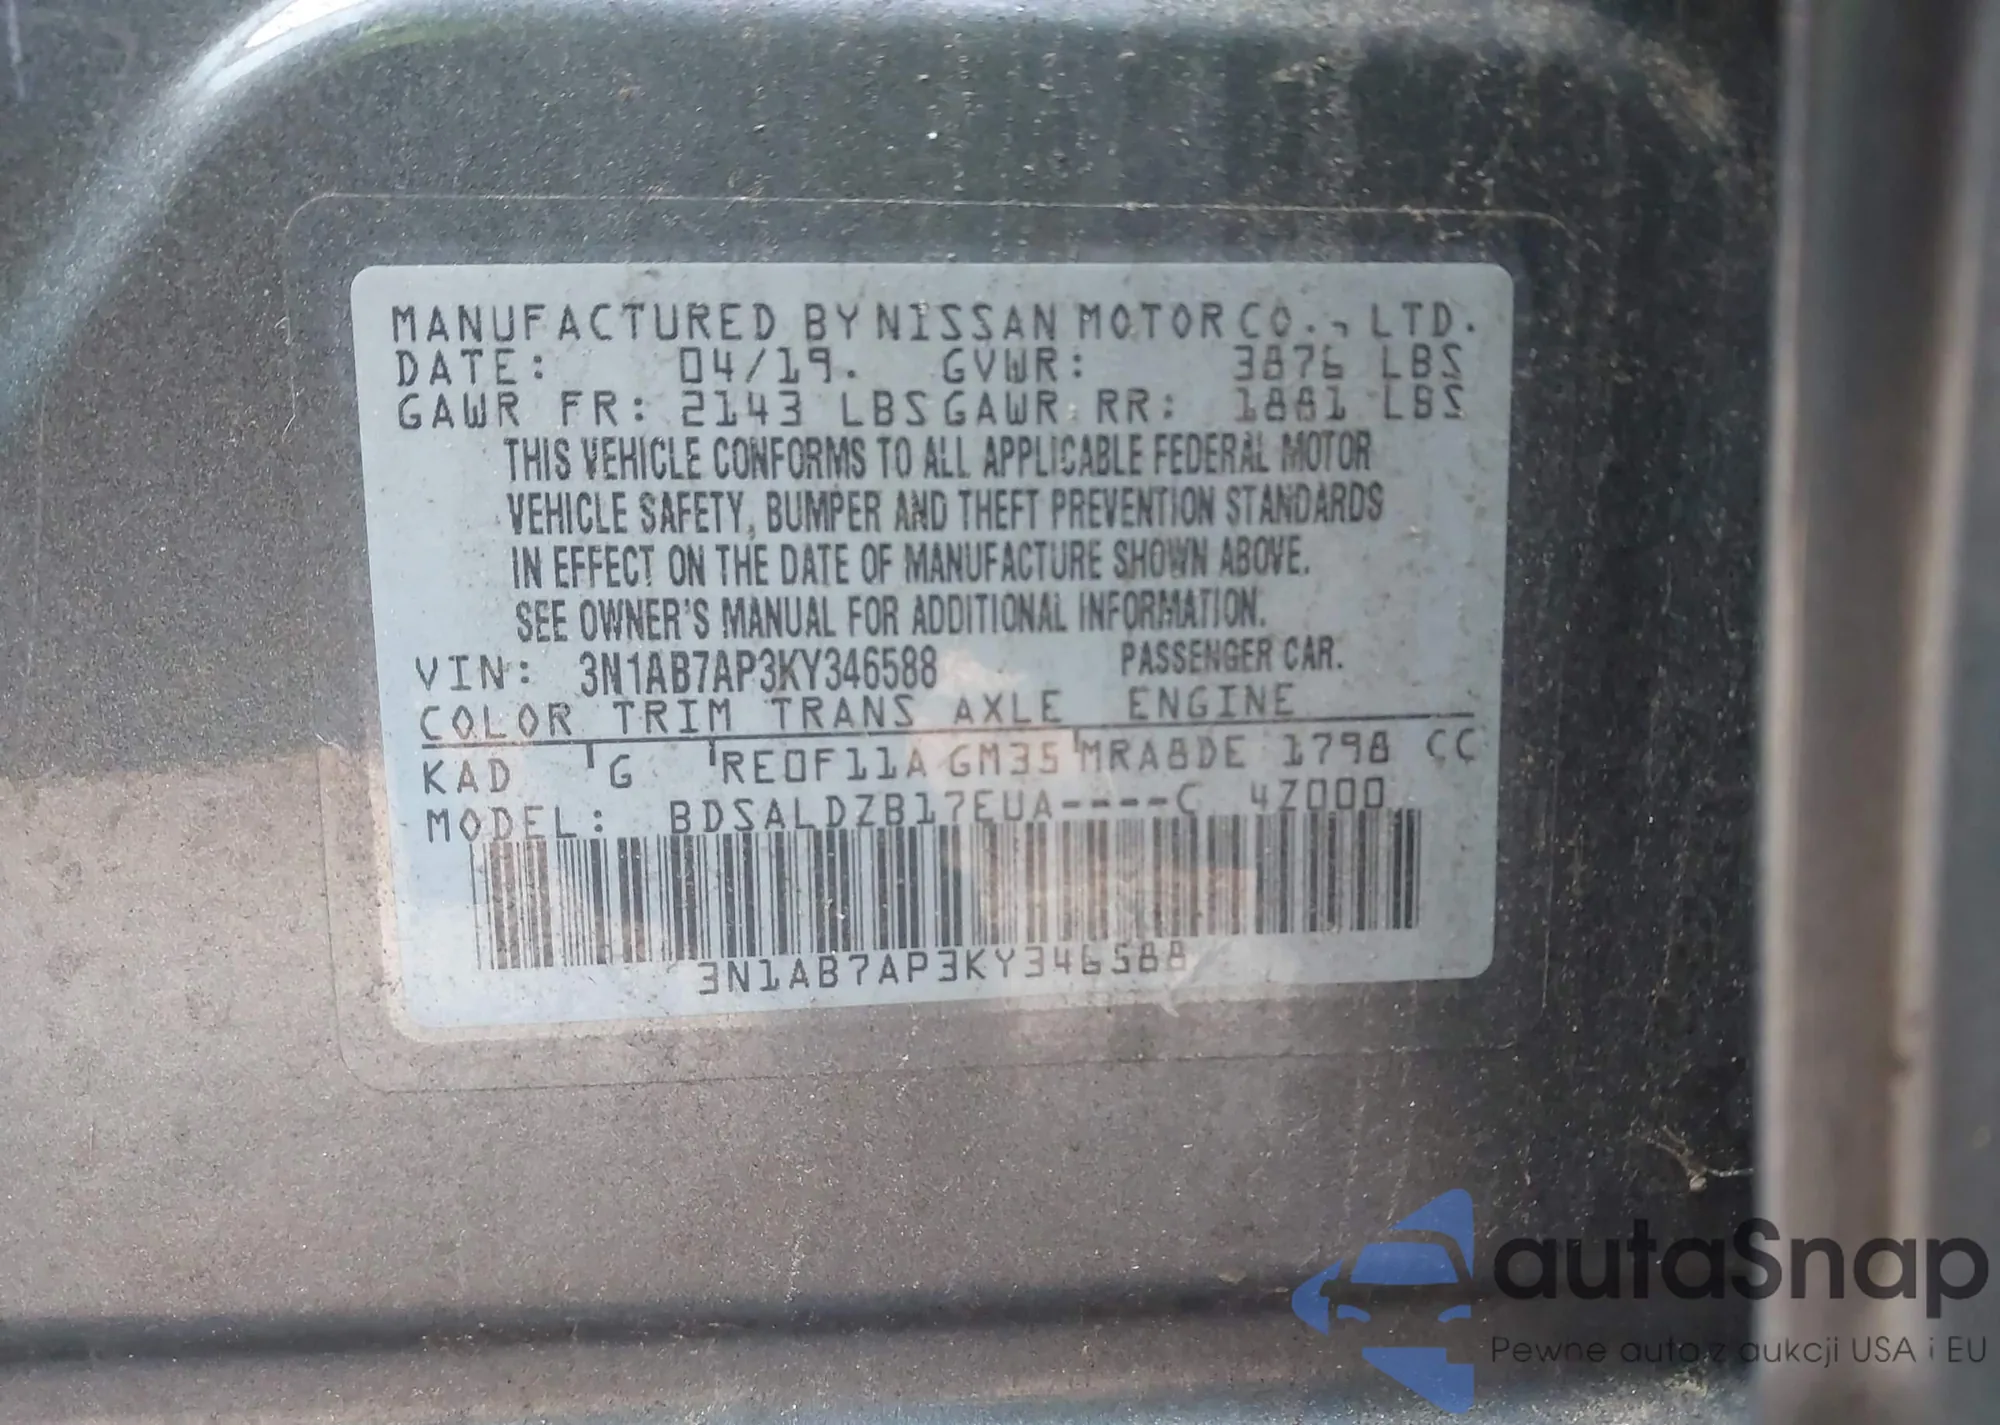 MANUFACTURED BY NISSAN MOTOR CO., LTD.
DATE: 04/19. GVWR: 3876 LBS
GAWR FR: 2143 LBS GAWR RR: 1881 LBS
THIS VEHICLE CONFORMS TO ALL APPLICABLE FEDERAL MOTOR
VEHICLE SAFETY, BUMPER AND THEFT PREVENTION STANDARDS
IN EFFECT ON THE DATE OF MANUFACTURE SHOWN ABOVE.
SEE OWNER'S MANUAL FOR ADDITIONAL INFORMATION.
VIN: 3N1AB7AP3KY346588 PASSENGER CAR.
COLOR TRIM TRANS AXLE ENGINE
KAD G RE0F11A GM35 MRA8DE 1798 CC
MODEL: BDSALDZB17EUA----C 4Z000
3N1AB7AP3KY346588
autaSnap
Pewne auta z aukcji USA i EU